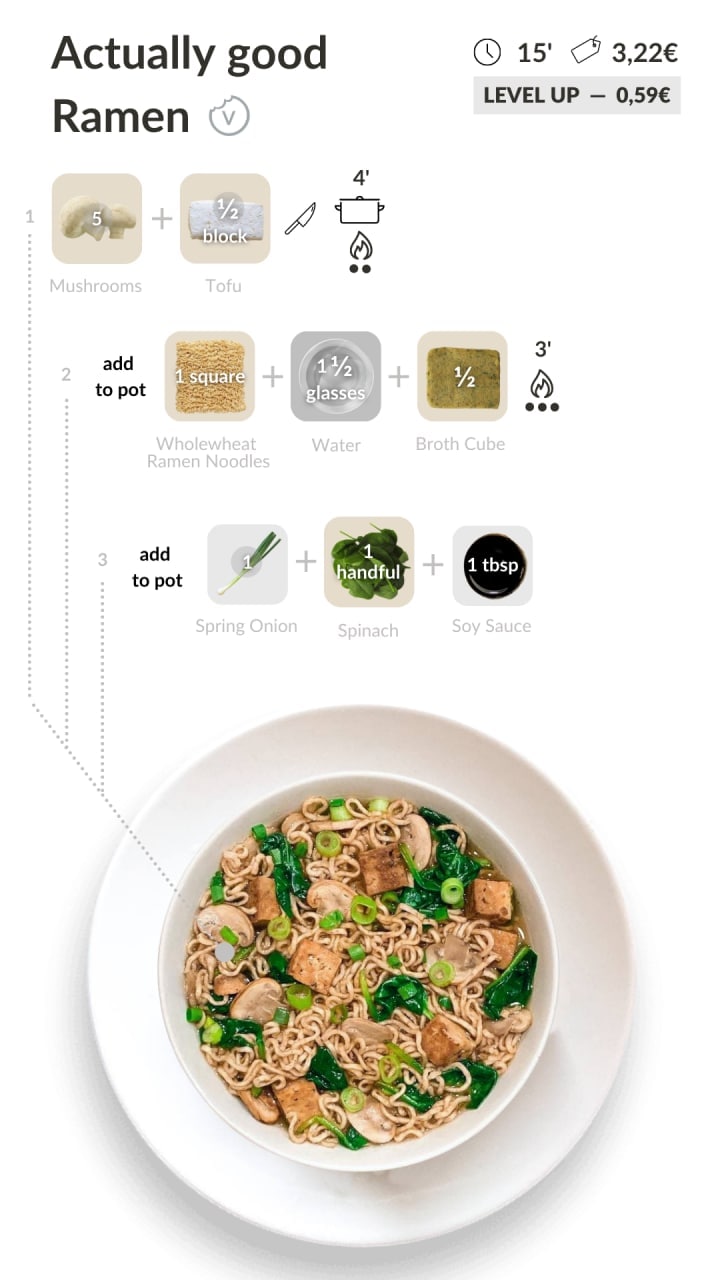 Actually good
Ramen V
15' 3,22€
LEVEL UP — 0,59€
1
5
Mushrooms
+
½
block
Tofu
4'
2
add
to pot
1 square
Wholewheat
Ramen Noodles
+
1 ½
glasses
Water
+
½
Broth Cube
3'
3
add
to pot
1
Spring Onion
+
1
handful
Spinach
+
1 tbsp
Soy Sauce